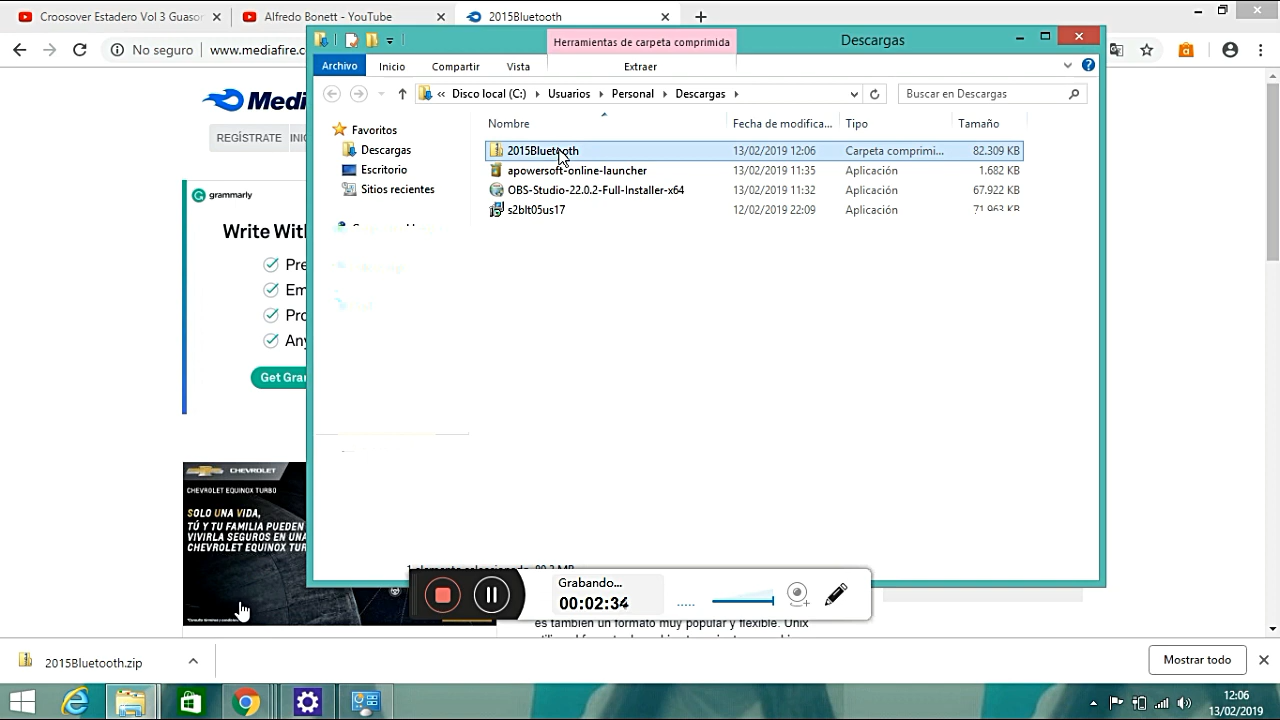 Croosover Estadero Vol 3 Guason
Alfredo Bonett - YouTube
2015Bluetooth
No seguro
www.mediafire.c
REGÍSTRATE
grammarly
Write With
Get Gra
CHEVROLET
CHEVROLET EQUINOX TURBO
SOLO UNA VIDA,
TÚ Y TU FAMILIA PUEDEN
VIVIRLA SEGUROS EN UNA
CHEVROLET EQUINOX TUR
Herramientas de carpeta comprimida
Descargas
Archivo Inicio Compartir Vista Extraer
« Disco local (C:) Usuarios Personal Descargas
Buscar en Descargas
Favoritos
Descargas
Escritorio
Sitios recientes
Nombre Fecha de modifica... Tipo Tamaño
2015Bluetooth 13/02/2019 12:06 Carpeta comprimi... 82.309 KB
apowersoft-online-launcher 13/02/2019 11:35 Aplicación 1.682 KB
OBS-Studio-22.0.2-Full-Installer-x64 13/02/2019 11:32 Aplicación 67.922 KB
s2blt05us17 12/02/2019 22:09 Aplicación 71.963 KB
Grabando...
00:02:34
es también un formato muy popular y flexible. Unix
2015Bluetooth.zip
Mostrar todo
12:06
13/02/2019